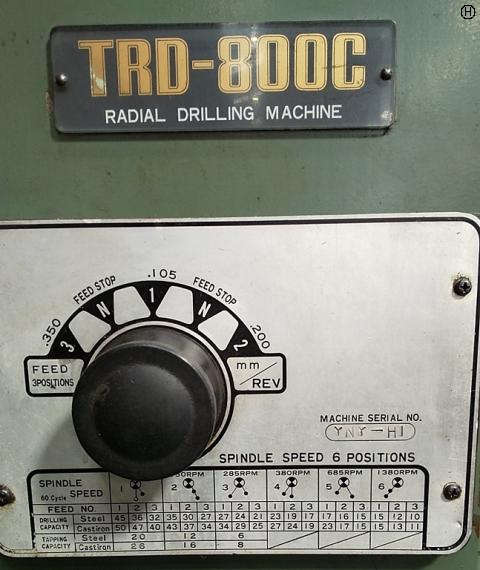 Ⓗ
TRD-800C
RADIAL DRILLING MACHINE
.350 FEED STOP .105 FEED STOP .200
3 N 1 N 2
FEED
3POSITIONS
mm/REV
MACHINE SERIAL NO.
SPINDLE SPEED 6 POSITIONS
SPINDLE SPEED
60 Cycle
285RPM 380RPM 685RPM 1380RPM
1 2 3 4 5 6
FEED NO. 1 2 3 1 2 3 1 2 3 1 2 3 1 2 3 1 2 3
DRILLING CAPACITY
Steel 45 36 32 35 30 27 27 24 21 23 19 17 17 16 15 15 12 10
Castiron 50 47 40 43 37 34 34 29 25 27 24 19 23 17 15 15 13 11
TAPPING CAPACITY
Steel 20 12 6
Castiron 26 16 8